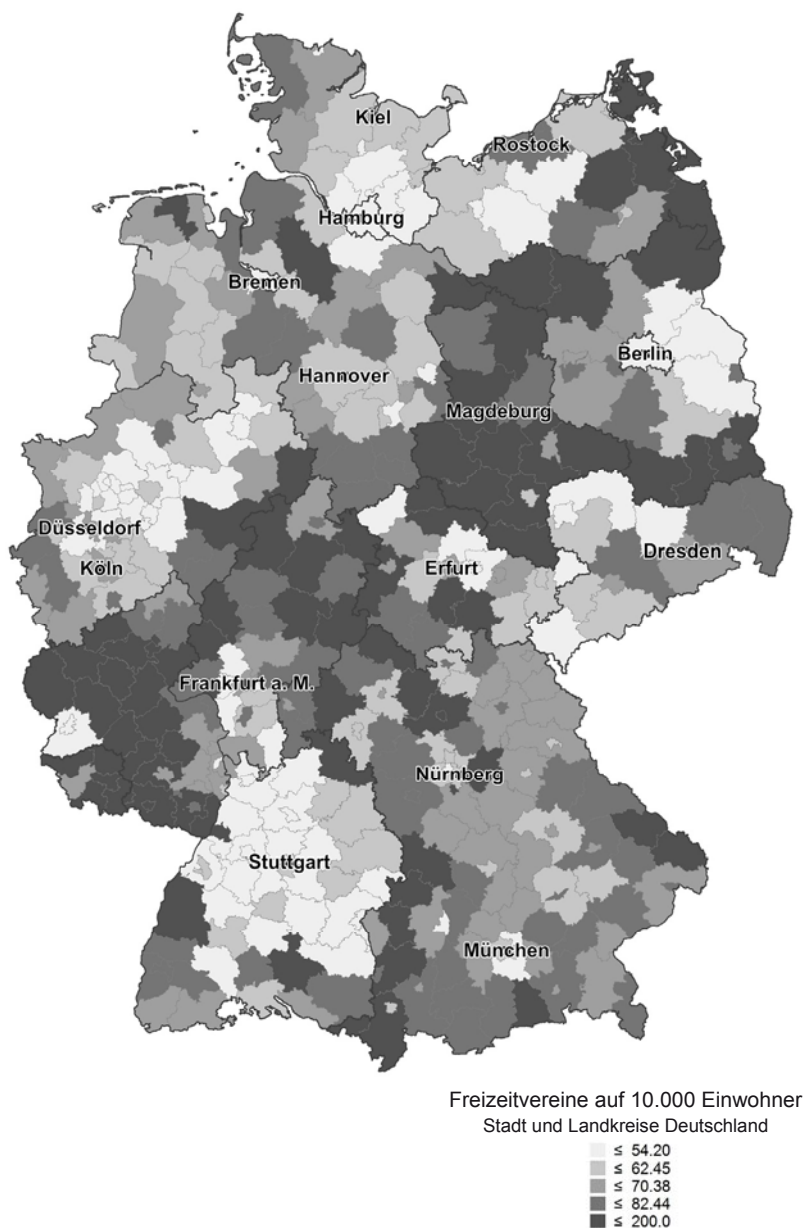 Kiel
Rostock
Hamburg
Bremen
Berlin
Hannover
Magdeburg
Düsseldorf
Köln
Erfurt
Dresden
Frankfurt a. M.
Nürnberg
Stuttgart
München
Freizeitvereine auf 10.000 Einwohner
Stadt und Landkreise Deutschland
≤ 54.20
≤ 62.45
≤ 70.38
≤ 82.44
≤ 200.0